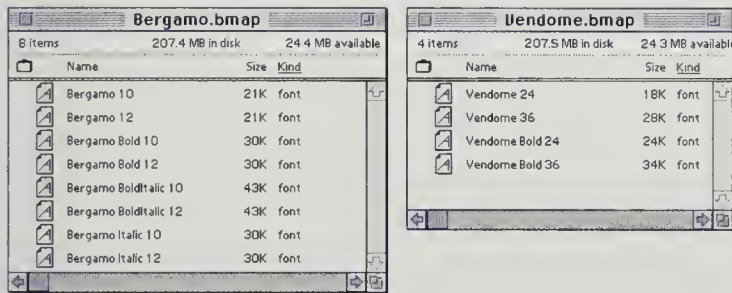 Bergamo.bmap
8 items 207.4 MB in disk 24.4 MB available
Name Size Kind
Bergamo 10 21K font
Bergamo 12 21K font
Bergamo Bold 10 30K font
Bergamo Bold 12 30K font
Bergamo BoldItalic 10 43K font
Bergamo BoldItalic 12 43K font
Bergamo Italic 10 30K font
Bergamo Italic 12 30K font
Vendome.bmap
4 items 207.5 MB in disk 24.3 MB availabl
Name Size Kind
Vendome 24 18K font
Vendome 36 28K font
Vendome Bold 24 24K font
Vendome Bold 36 34K font